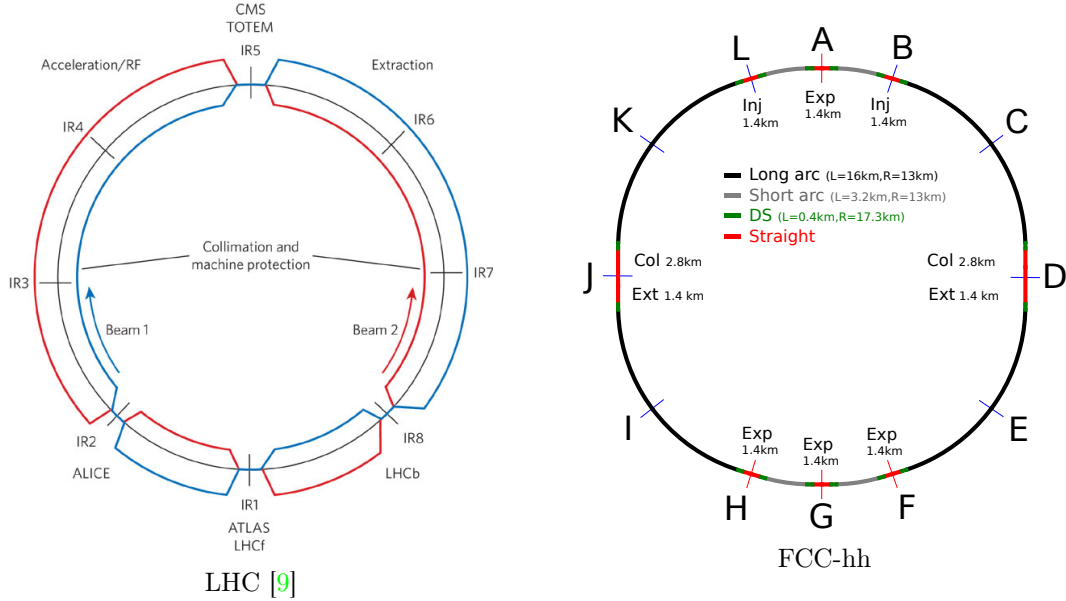 CMS
TOTEM
IR5
Acceleration/RF
Extraction
IR4
IR6
Collimation and
machine protection
IR3
IR7
Beam 1
Beam 2
IR2
IR8
ALICE
LHCb
IR1
ATLAS
LHCf
LHC [9]
L
A
B
Inj
1.4km
Exp
1.4km
Inj
1.4km
K
C
Long arc (L=16km,R=13km)
Short arc (L=3.2km,R=13km)
DS (L=0.4km,R=17.3km)
Straight
J
Col 2.8km
Ext 1.4 km
Col 2.8km
Ext 1.4 km
D
I
E
Exp
1.4km
Exp
1.4km
Exp
1.4km
H
G
F
FCC-hh